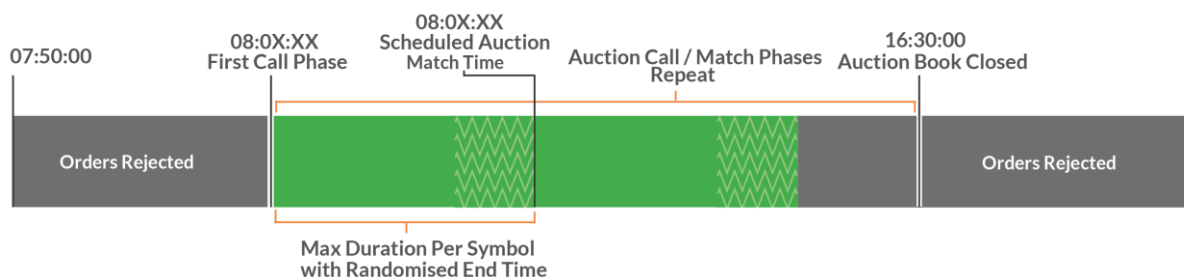 07:50:00
08:0X:XX
First Call Phase
08:0X:XX
Scheduled Auction
Match Time
Auction Call / Match Phases
Repeat
16:30:00
Auction Book Closed
Orders Rejected
Orders Rejected
Max Duration Per Symbol
with Randomised End Time